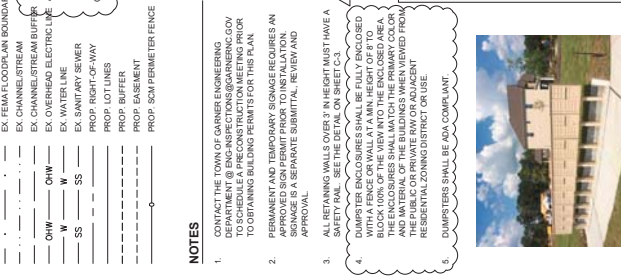 EX. FEMA FLOODPLAIN BOUNDAR
EX. CHANNEL/STREAM
EX. CHANNEL/STREAM BUFFER
OHW OHW EX. OVERHEAD ELECTRIC LINE
W W EX. WATER LINE
SS SS EX. SANITARY SEWER
PROP. RIGHT-OF-WAY
PROP. LOT LINES
PROP. BUFFER
PROP. EASEMENT
PROP. SCM PERIMETER FENCE
NOTES
1. CONTACT THE TOWN OF GARNER ENGINEERING
DEPARTMENT @ ENG-INSPECTIONS@GARNERNC.GOV
TO SCHEDULE A PRECONSTRUCTION MEETING PRIOR
TO OBTAINING BUILDING PERMITS FOR THIS PLAN.
2. PERMANENT AND TEMPORARY SIGNAGE REQUIRES AN
APPROVED SIGN PERMIT PRIOR TO INSTALLATION.
SIGNAGE IS A SEPARATE SUBMITTAL, REVIEW AND
APPROVAL.
3. ALL RETAINING WALLS OVER 3' IN HEIGHT MUST HAVE A
SAFETY RAIL. SEE THE DETAIL ON SHEET C-3.
4. DUMPSTER ENCLOSURES SHALL BE FULLY ENCLOSED
WITH A FENCE OR WALL AT A MIN. HEIGHT OF 8' TO
BLOCK 100% OF THE VIEW INTO THE ENCLOSED AREA.
THE ENCLOSURES SHALL MATCH THE PRIMARY COLOR
AND MATERIAL OF THE BUILDINGS WHEN VIEWED FROM
THE PUBLIC OR PRIVATE R/W OR ADJACENT
RESIDENTIAL ZONING DISTRICT OR USE.
5. DUMPSTERS SHALL BE ADA COMPLIANT.